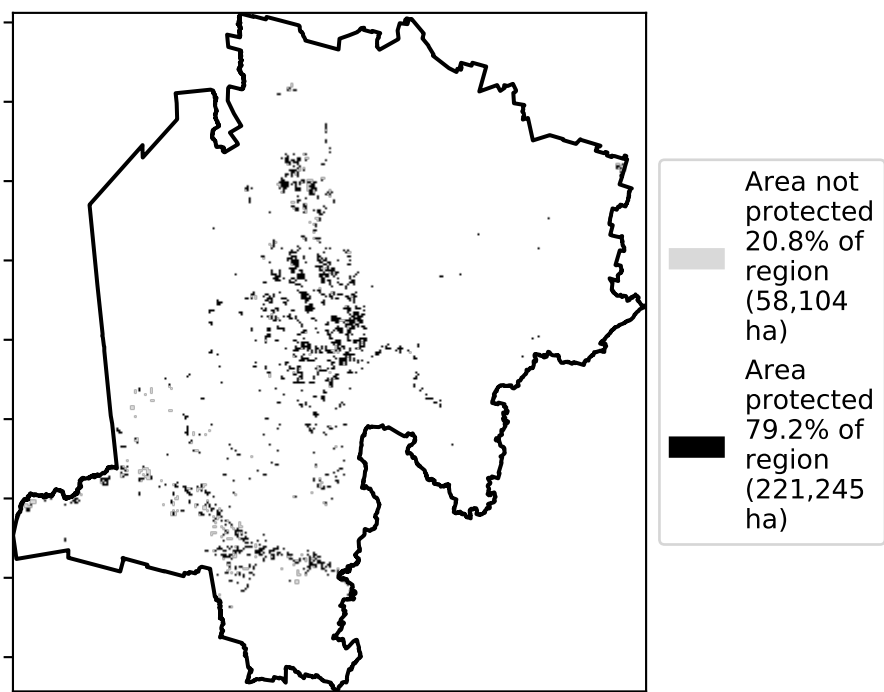 Area not
protected
20.8% of
region
(58,104
ha)
Area
protected
79.2% of
region
(221,245
ha)